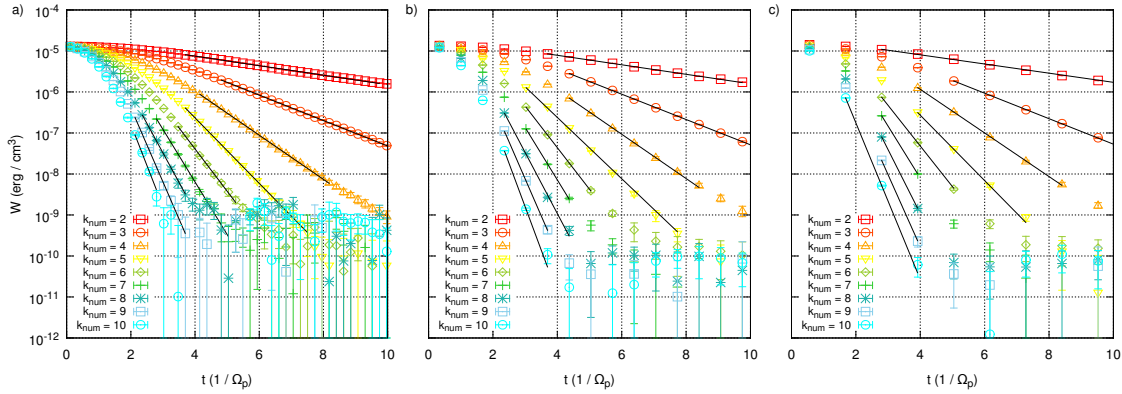 a)
b)
c)
W (erg / cm³)
10⁻⁴
10⁻⁵
10⁻⁶
10⁻⁷
10⁻⁸
10⁻⁹
10⁻¹⁰
10⁻¹¹
10⁻¹²
k_num = 2
k_num = 3
k_num = 4
k_num = 5
k_num = 6
k_num = 7
k_num = 8
k_num = 9
k_num = 10
0 2 4 6 8 10
t (1 / Ω_p)
k_num = 2
k_num = 3
k_num = 4
k_num = 5
k_num = 6
k_num = 7
k_num = 8
k_num = 9
k_num = 10
0 2 4 6 8 10
t (1 / Ω_p)
k_num = 2
k_num = 3
k_num = 4
k_num = 5
k_num = 6
k_num = 7
k_num = 8
k_num = 9
k_num = 10
0 2 4 6 8 10
t (1 / Ω_p)